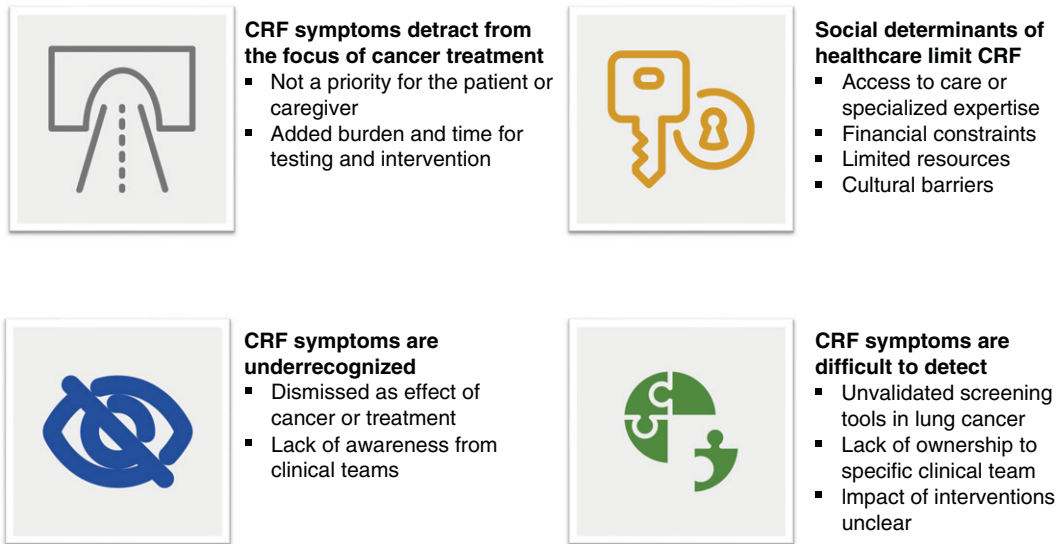 CRF symptoms detract from
the focus of cancer treatment
▪ Not a priority for the patient or
caregiver
▪ Added burden and time for
testing and intervention
Social determinants of
healthcare limit CRF
▪ Access to care or
specialized expertise
▪ Financial constraints
▪ Limited resources
▪ Cultural barriers
CRF symptoms are
underrecognized
▪ Dismissed as effect of
cancer or treatment
▪ Lack of awareness from
clinical teams
CRF symptoms are
difficult to detect
▪ Unvalidated screening
tools in lung cancer
▪ Lack of ownership to
specific clinical team
▪ Impact of interventions
unclear